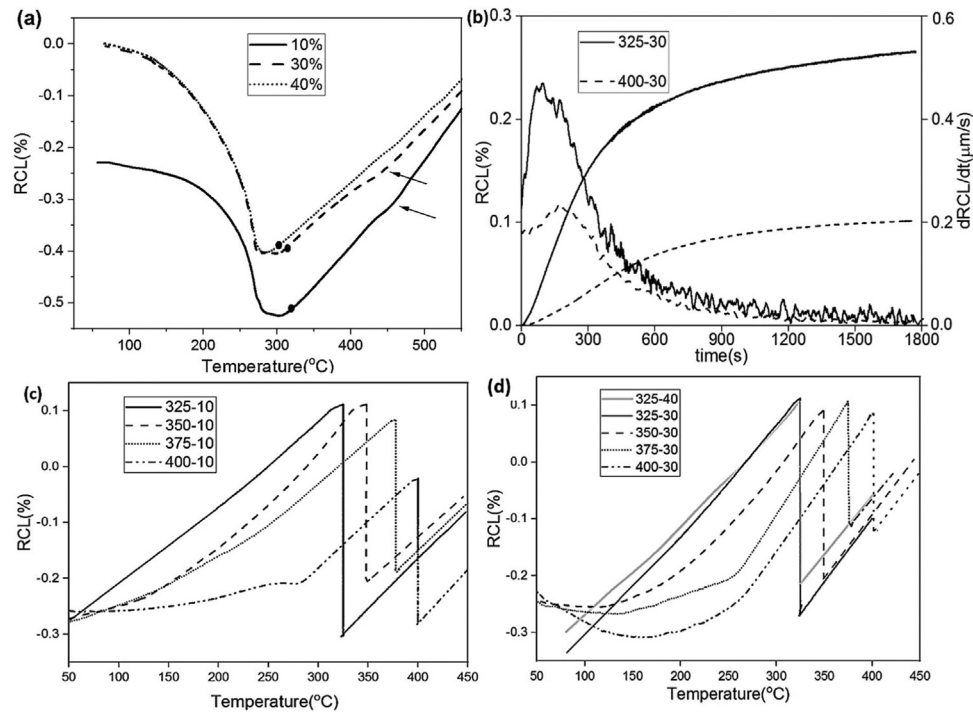 (a)
10%
30%
40%
0.0
-0.1
-0.2
-0.3
-0.4
-0.5
RCL(%)
100 200 300 400 500
Temperature(°C)
(b)
325-30
400-30
0.3
0.2
0.1
0.0
RCL(%)
0.6
0.4
0.2
0.0
dRCL/dt(μm/s)
0 300 600 900 1200 1500 1800
time(s)
(c)
325-10
350-10
375-10
400-10
0.1
0.0
-0.1
-0.2
-0.3
RCL(%)
50 100 150 200 250 300 350 400 450
Temperature(°C)
(d)
325-40
325-30
350-30
375-30
400-30
0.1
0.0
-0.1
-0.2
-0.3
RCL(%)
50 100 150 200 250 300 350 400 450
Temperature(°C)